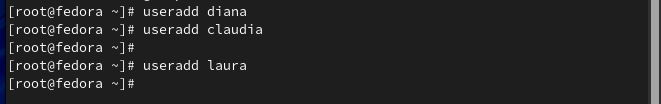 [root@fedora ~]# useradd diana
[root@fedora ~]# useradd claudia
[root@fedora ~]#
[root@fedora ~]# useradd laura
[root@fedora ~]#